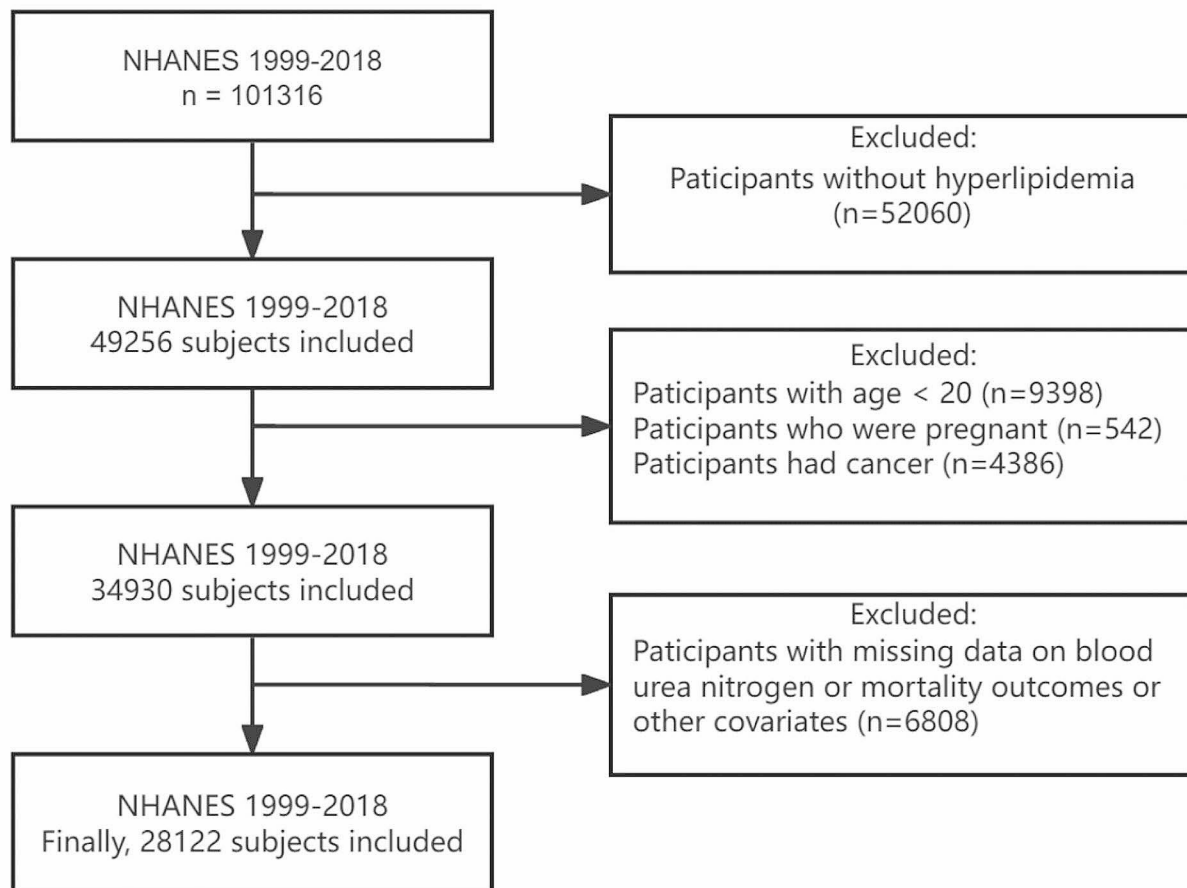 NHANES 1999-2018
n = 101316
Excluded:
Paticipants without hyperlipidemia
(n=52060)
NHANES 1999-2018
49256 subjects included
Excluded:
Paticipants with age < 20 (n=9398)
Paticipants who were pregnant (n=542)
Paticipants had cancer (n=4386)
NHANES 1999-2018
34930 subjects included
Excluded:
Paticipants with missing data on blood
urea nitrogen or mortality outcomes or
other covariates (n=6808)
NHANES 1999-2018
Finally, 28122 subjects included